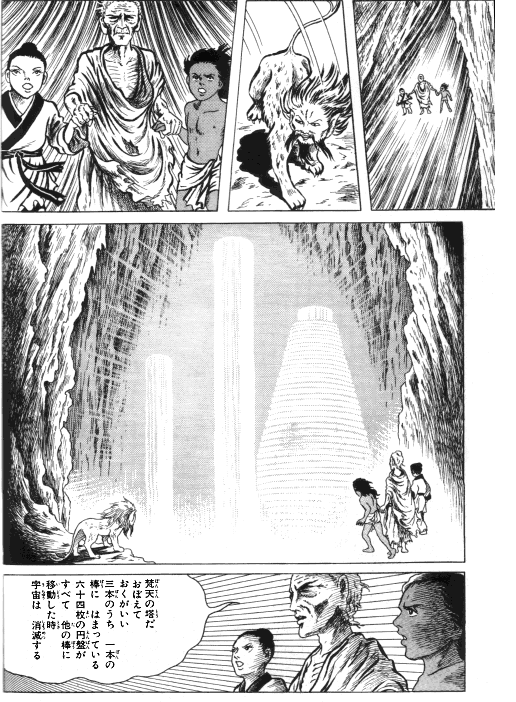 梵天の塔だ
おぼえて
おくがいい
三本のうち 一本の
棒に はまっている
六十四枚の円盤が
すべて 他の棒に
移動した時
宇宙は 消滅する